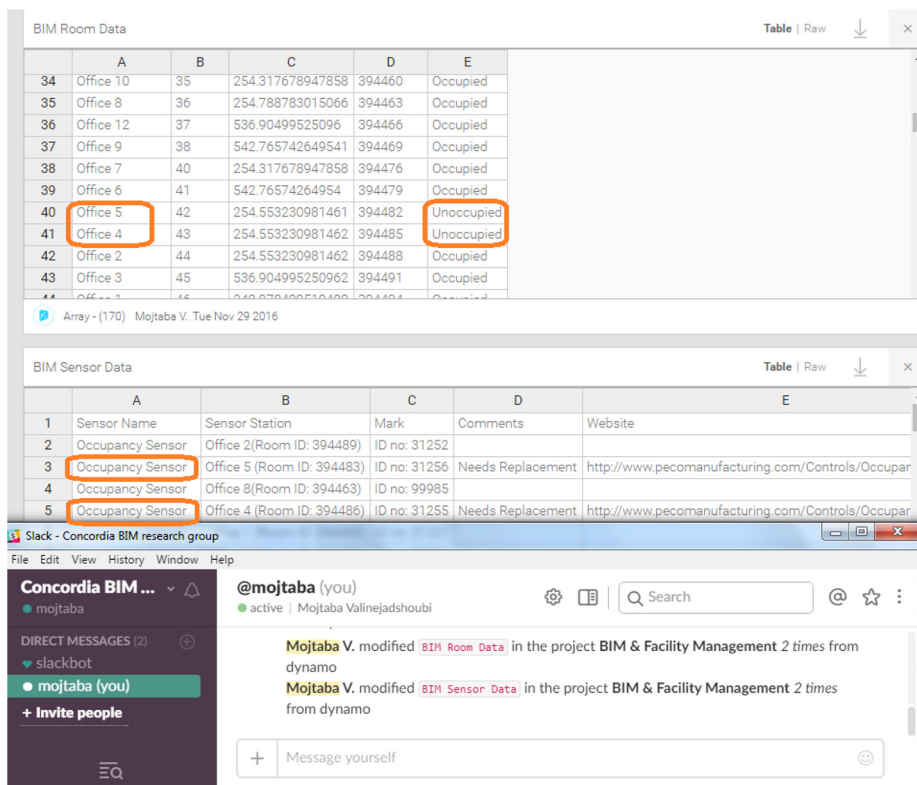 BIM Room Data Table | Raw ×
A B C D E
34 Office 10 35 254.317678947858 394460 Occupied
35 Office 8 36 254.788783015066 394463 Occupied
36 Office 12 37 536.90499525096 394466 Occupied
37 Office 9 38 542.765742649541 394469 Occupied
38 Office 7 40 254.317678947858 394476 Occupied
39 Office 6 41 542.76574264954 394479 Occupied
40 Office 5 42 254.553230981461 394482 Unoccupied
41 Office 4 43 254.553230981462 394485 Unoccupied
42 Office 2 44 254.553230981462 394488 Occupied
43 Office 3 45 536.904995250962 394491 Occupied
44 Office 1 46
Array - (170) Mojtaba V. Tue Nov 29 2016
BIM Sensor Data Table | Raw ×
A B C D E
1 Sensor Name Sensor Station Mark Comments Website
2 Occupancy Sensor Office 2(Room ID: 394489) ID no: 31252
3 Occupancy Sensor Office 5 (Room ID: 394483) ID no: 31256 Needs Replacement http://www.pecomanufacturing.com/Controls/Occupar
4 Occupancy Sensor Office 8(Room ID: 394463) ID no: 99985
5 Occupancy Sensor Office 4 (Room ID: 394486) ID no: 31255 Needs Replacement http://www.pecomanufacturing.com/Controls/Occupar
Slack - Concordia BIM research group
File Edit View History Window Help
Concordia BIM ...
mojtaba
@mojtaba (you)
active | Mojtaba Valinejadshoubi
Search
DIRECT MESSAGES (2)
slackbot
mojtaba (you)
+ Invite people
Mojtaba V. modified BIM Room Data in the project BIM & Facility Management 2 times from
dynamo
Mojtaba V. modified BIM Sensor Data in the project BIM & Facility Management 2 times
from dynamo
+ Message yourself